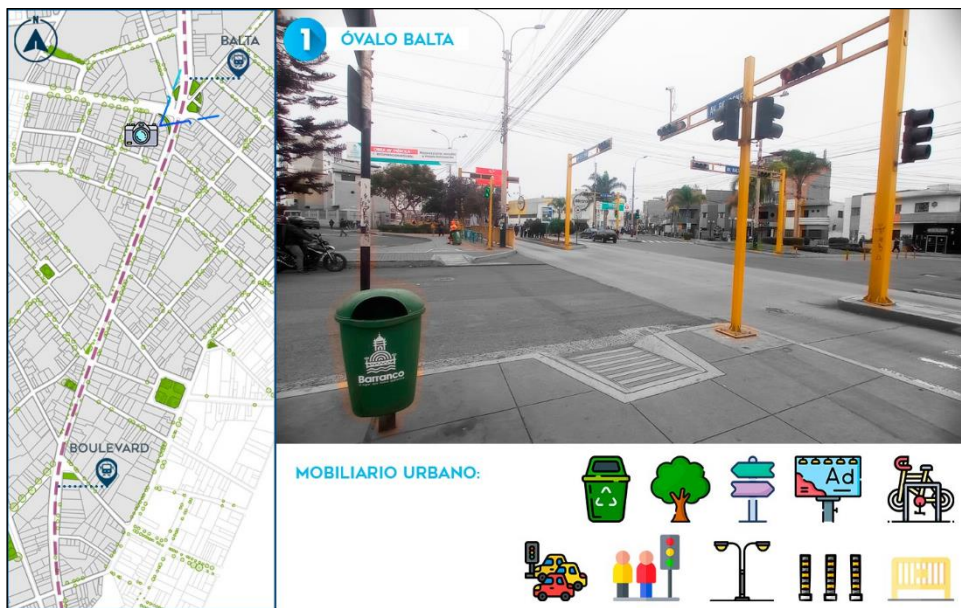 N
BALTA
BOULEVARD
1
ÓVALO BALTA
Barranco
MOBILIARIO URBANO:
Ad